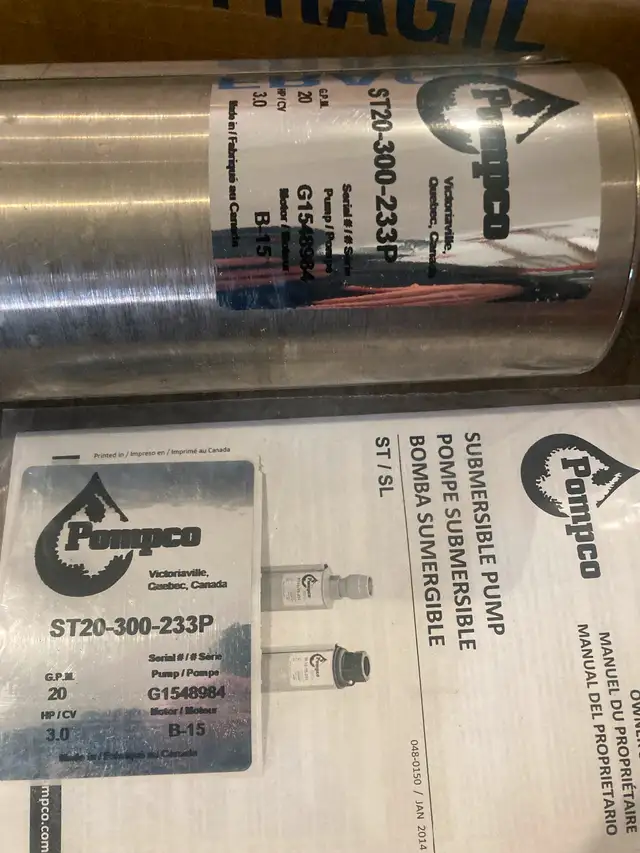 FRAGIL
Pompco
Victoriaville,
Quebec, Canada
ST20-300-233P
Serial # / # Série
G.P.M.
Pump / Pompe
20
G1548984
HP / CV
Motor / Moteur
3.0
B-15
Made in / Fabriqué au Canada
Printed in / Impreso en / Imprimé au Canada
Pompco
Victoriaville,
Quebec, Canada
ST20-300-233P
Serial # / # Série
G.P.M.
Pump / Pompe
20
G1548984
HP / CV
Motor / Moteur
3.0
B-15
Made in / Fabriqué au Canada
Pompco
SUBMERSIBLE PUMP
POMPE SUBMERSIBLE
BOMBA SUMERGIBLE
ST / SL
MANUEL DU PROPRIÉTAIRE
MANUAL DEL PROPRIETARIO
048-0150 / JAN 2014
mpco.com